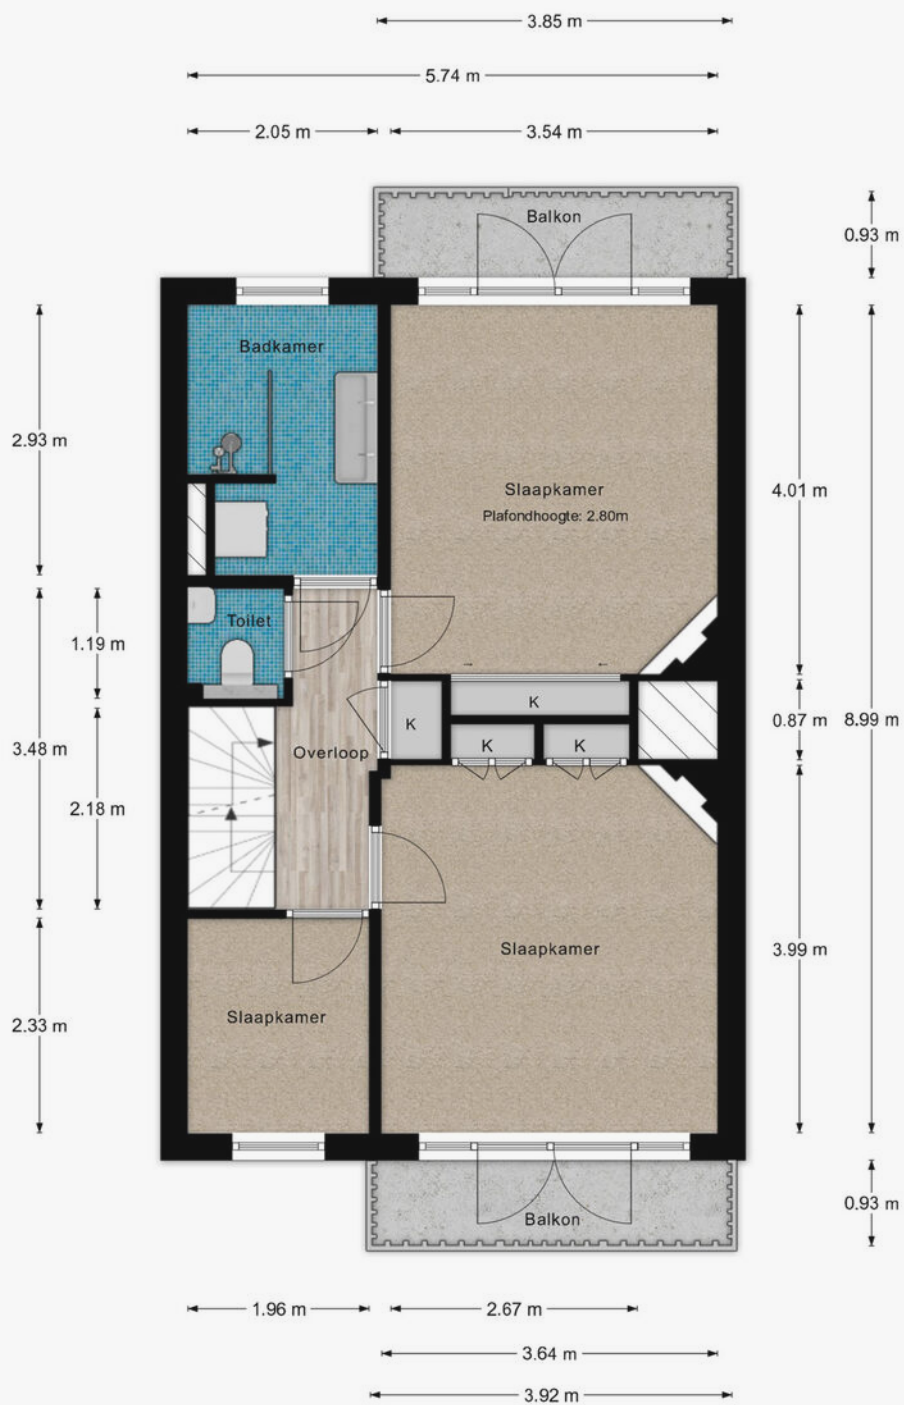 3.85 m
5.74 m
2.05 m
3.54 m
Balkon
0.93 m
Badkamer
2.93 m
Slaapkamer
Plafondhoogte: 2.80m
4.01 m
Toilet
1.19 m
K
K
0.87 m
8.99 m
3.48 m
Overloop
K
K
2.18 m
Slaapkamer
3.99 m
Slaapkamer
2.33 m
Balkon
0.93 m
1.96 m
2.67 m
3.64 m
3.92 m